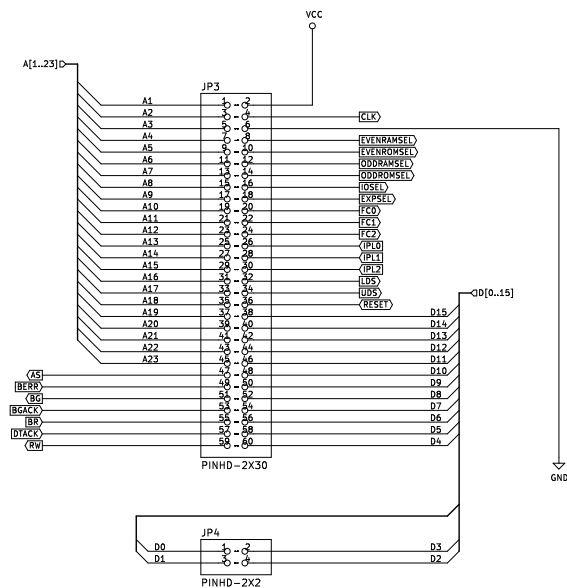 VCC
A[1..23]
JP3
A1 1 2
A2 3 4 CLK
A3 5 6
A4 7 8 EVENRAMSEL
A5 9 10 EVENROMSEL
A6 11 12 ODDRAMSEL
A7 13 14 ODDROMSEL
A8 15 16 IOSEL
A9 17 18 EXPSEL
A10 19 20 FC0
A11 21 22 FC1
A12 23 24 FC2
A13 25 26 IPL0
A14 27 28 IPL1
A15 29 30 IPL2
A16 31 32 LDS
A17 33 34 UDS
A18 35 36 RESET
D[0..15]
A19 37 38 D15
A20 39 40 D14
A21 41 42 D13
A22 43 44 D12
A23 45 46 D11
AS 47 48 D10
BERR 49 50 D9
BG 51 52 D8
BGACK 53 54 D7
BR 55 56 D6
DTACK 57 58 D5
RW 59 60 D4
PINHD-2X30
GND
JP4
D0 1 2 D3
D1 3 4 D2
PINHD-2X2